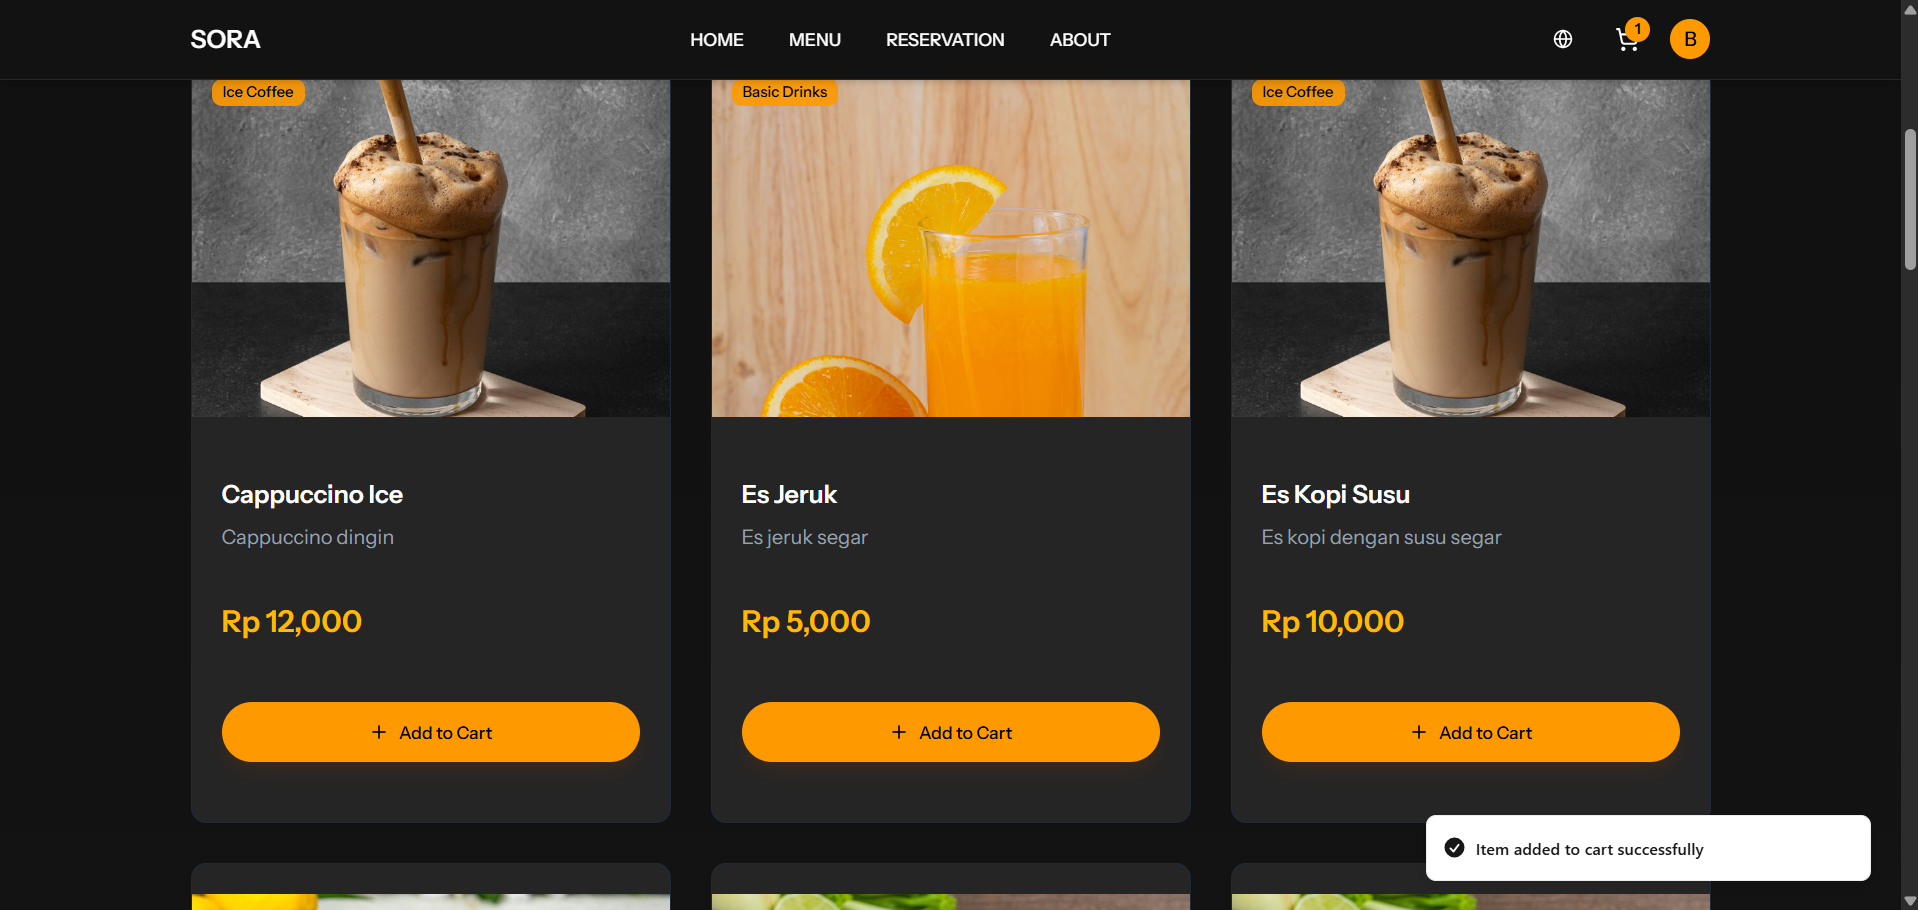 SORA
HOME MENU RESERVATION ABOUT
1
B
Ice Coffee
Basic Drinks
Ice Coffee
Cappuccino Ice
Cappuccino dingin
Rp 12,000
+ Add to Cart
Es Jeruk
Es jeruk segar
Rp 5,000
+ Add to Cart
Es Kopi Susu
Es kopi dengan susu segar
Rp 10,000
+ Add to Cart
Item added to cart successfully